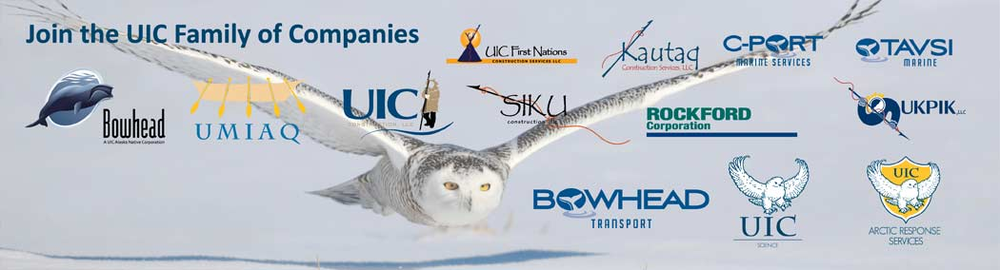 Join the UIC Family of Companies
UIC FIRST NATIONS
CONSTRUCTION SERVICES LLC
Kautaq
Construction Services, LLC
C-PORT
MARINE SERVICES
TAVSI
MARINE
Bowhead
A UIC Alaska Native Corporation
UMIAQ
UIC
CONSTRUCTION, LLC
SIKU
construction, llc
ROCKFORD
Corporation
UKPIK, LLC
BOWHEAD
TRANSPORT
UIC
SCIENCE
UIC
ARCTIC RESPONSE
SERVICES